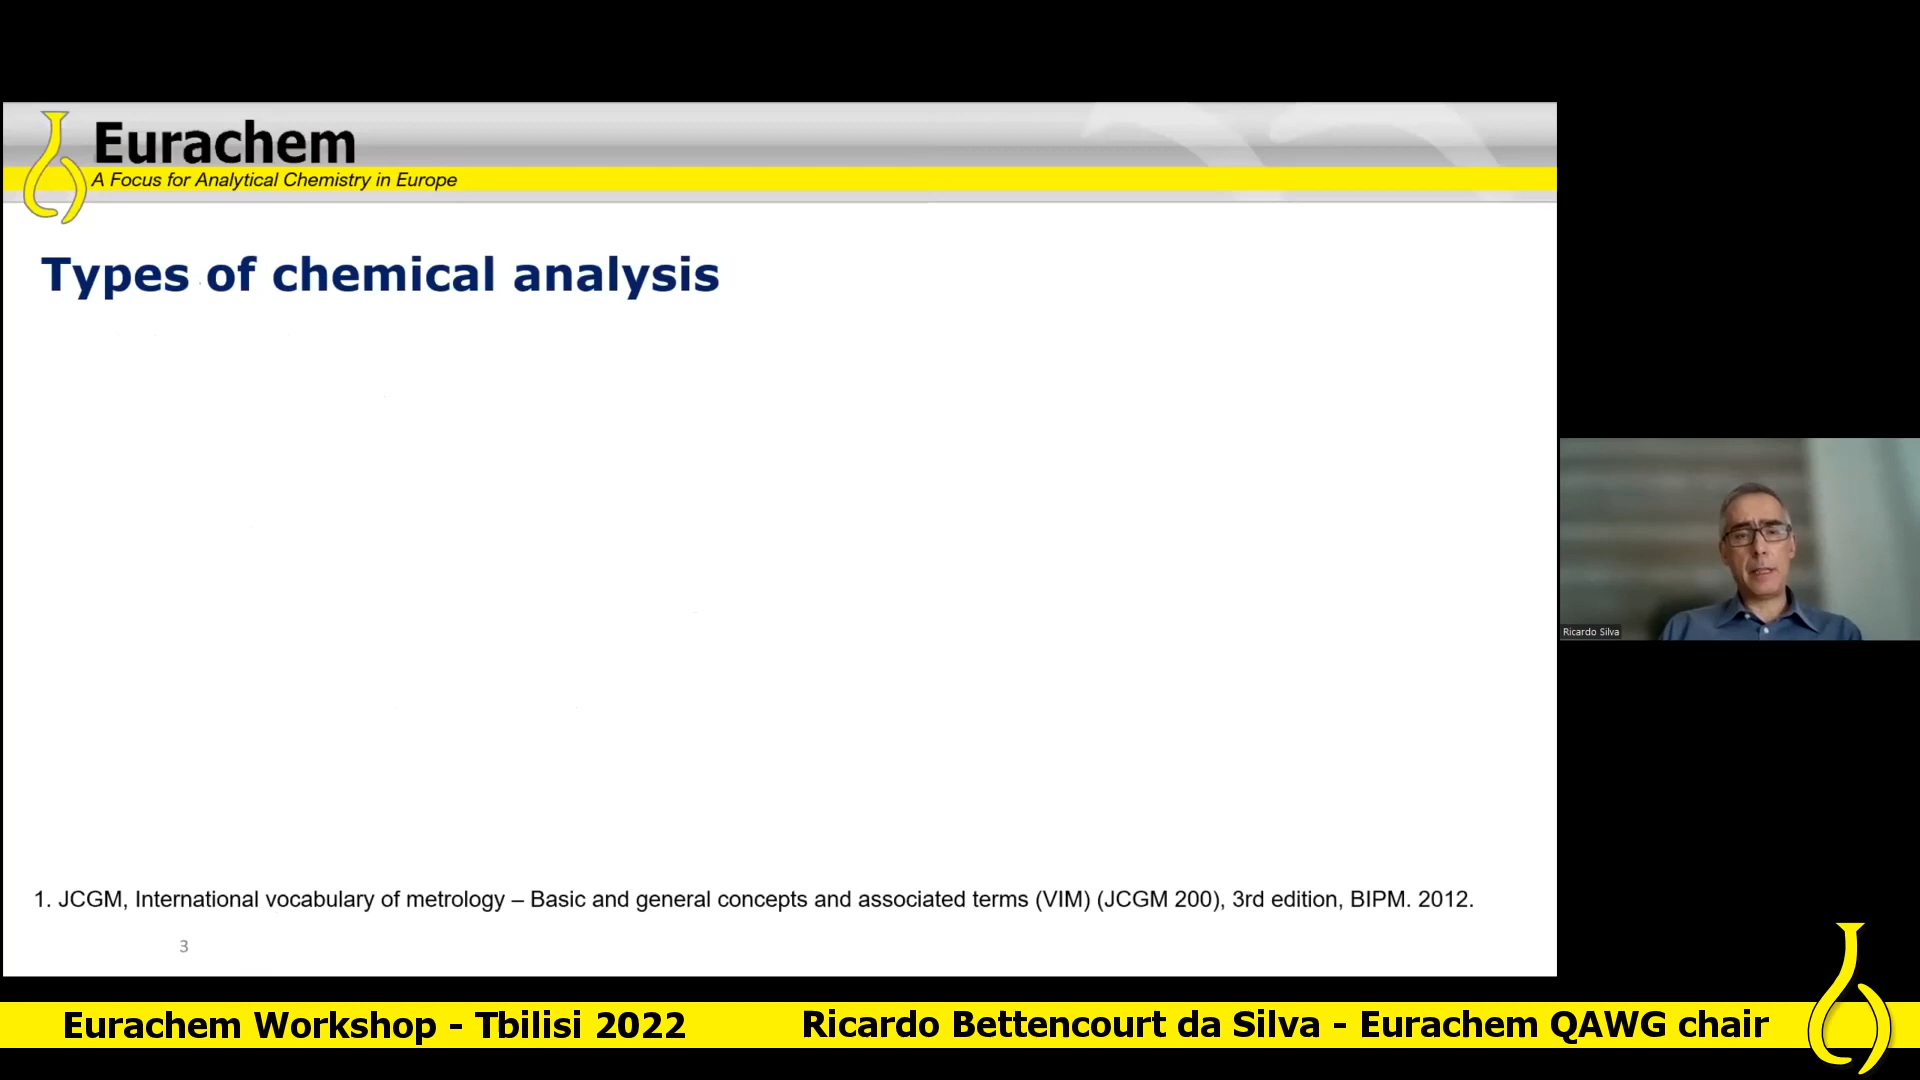 Eurachem
A Focus for Analytical Chemistry in Europe
Types of chemical analysis
1. JCGM, International vocabulary of metrology – Basic and general concepts and associated terms (VIM) (JCGM 200), 3rd edition, BIPM. 2012.
3
Ricardo Silva
Eurachem Workshop - Tbilisi 2022
Ricardo Bettencourt da Silva - Eurachem QAWG chair